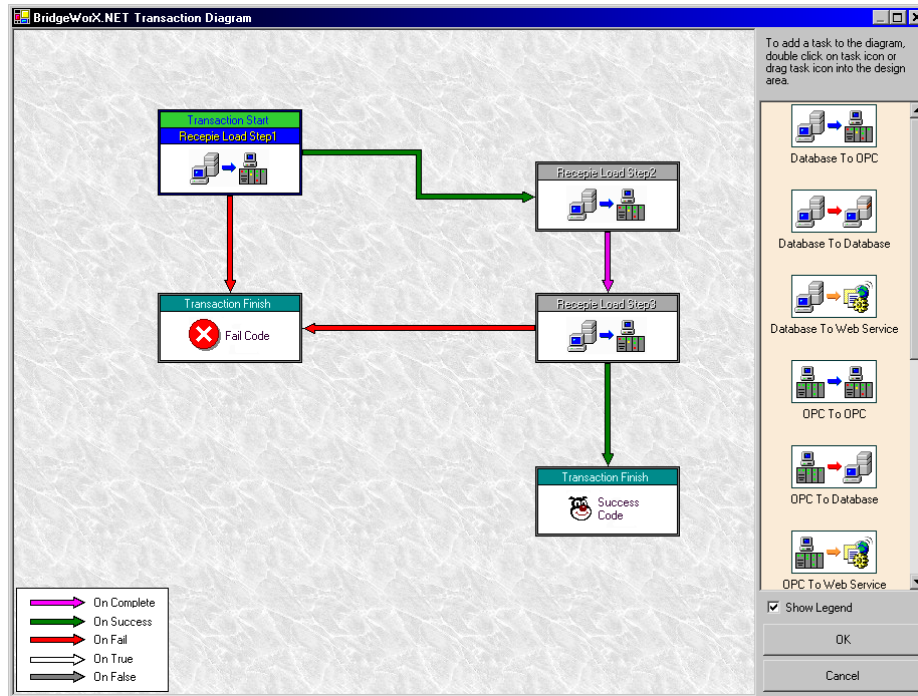 BridgeWorX.NET Transaction Diagram
To add a task to the diagram,
double click on task icon or
drag task icon into the design
area.
Transaction Start
Recepie Load Step1
Recepie Load Step2
Transaction Finish
Fail Code
Recepie Load Step3
Transaction Finish
Success
Code
Database To OPC
Database To Database
Database To Web Service
OPC To OPC
OPC To Database
OPC To Web Service
On Complete
On Success
On Fail
On True
On False
Show Legend
OK
Cancel